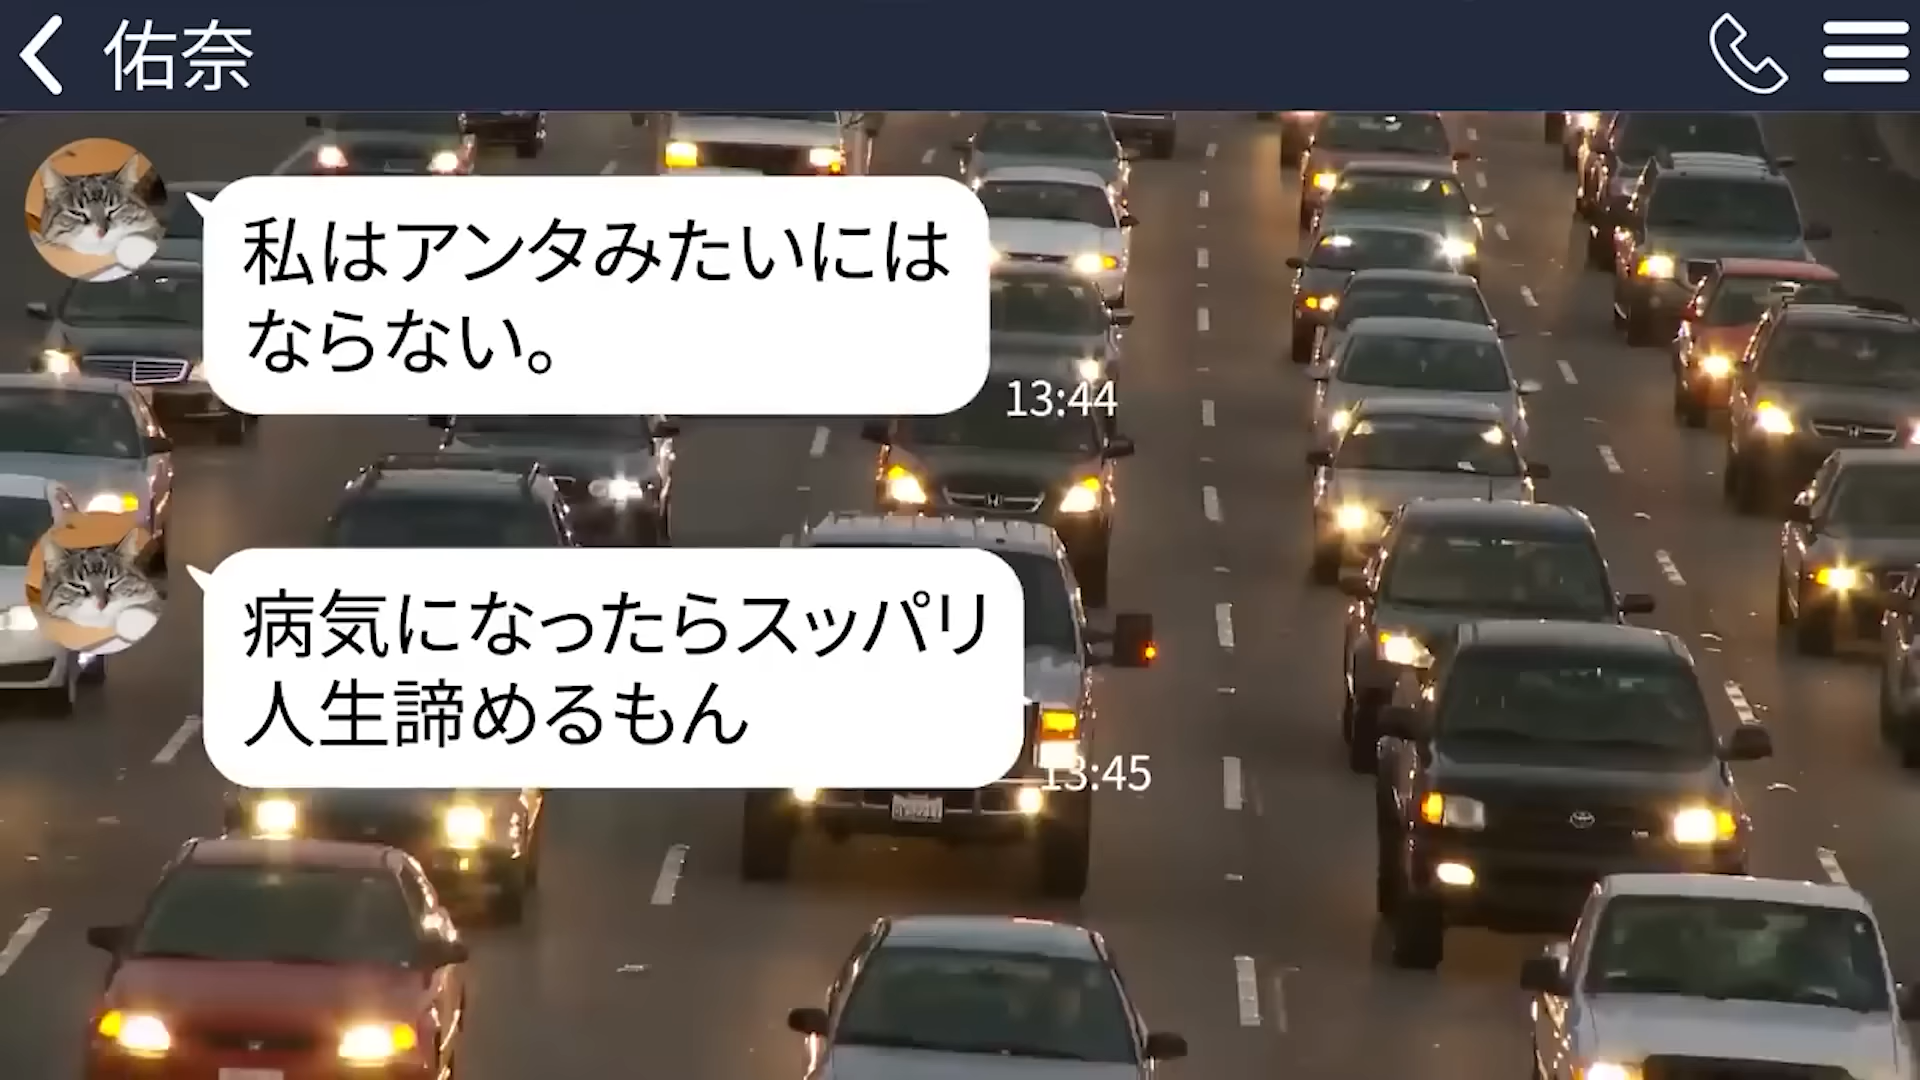 佑奈
私はアンタみたいには
ならない。
13:44
病気になったらスッパリ
人生諦めるもん
13:45